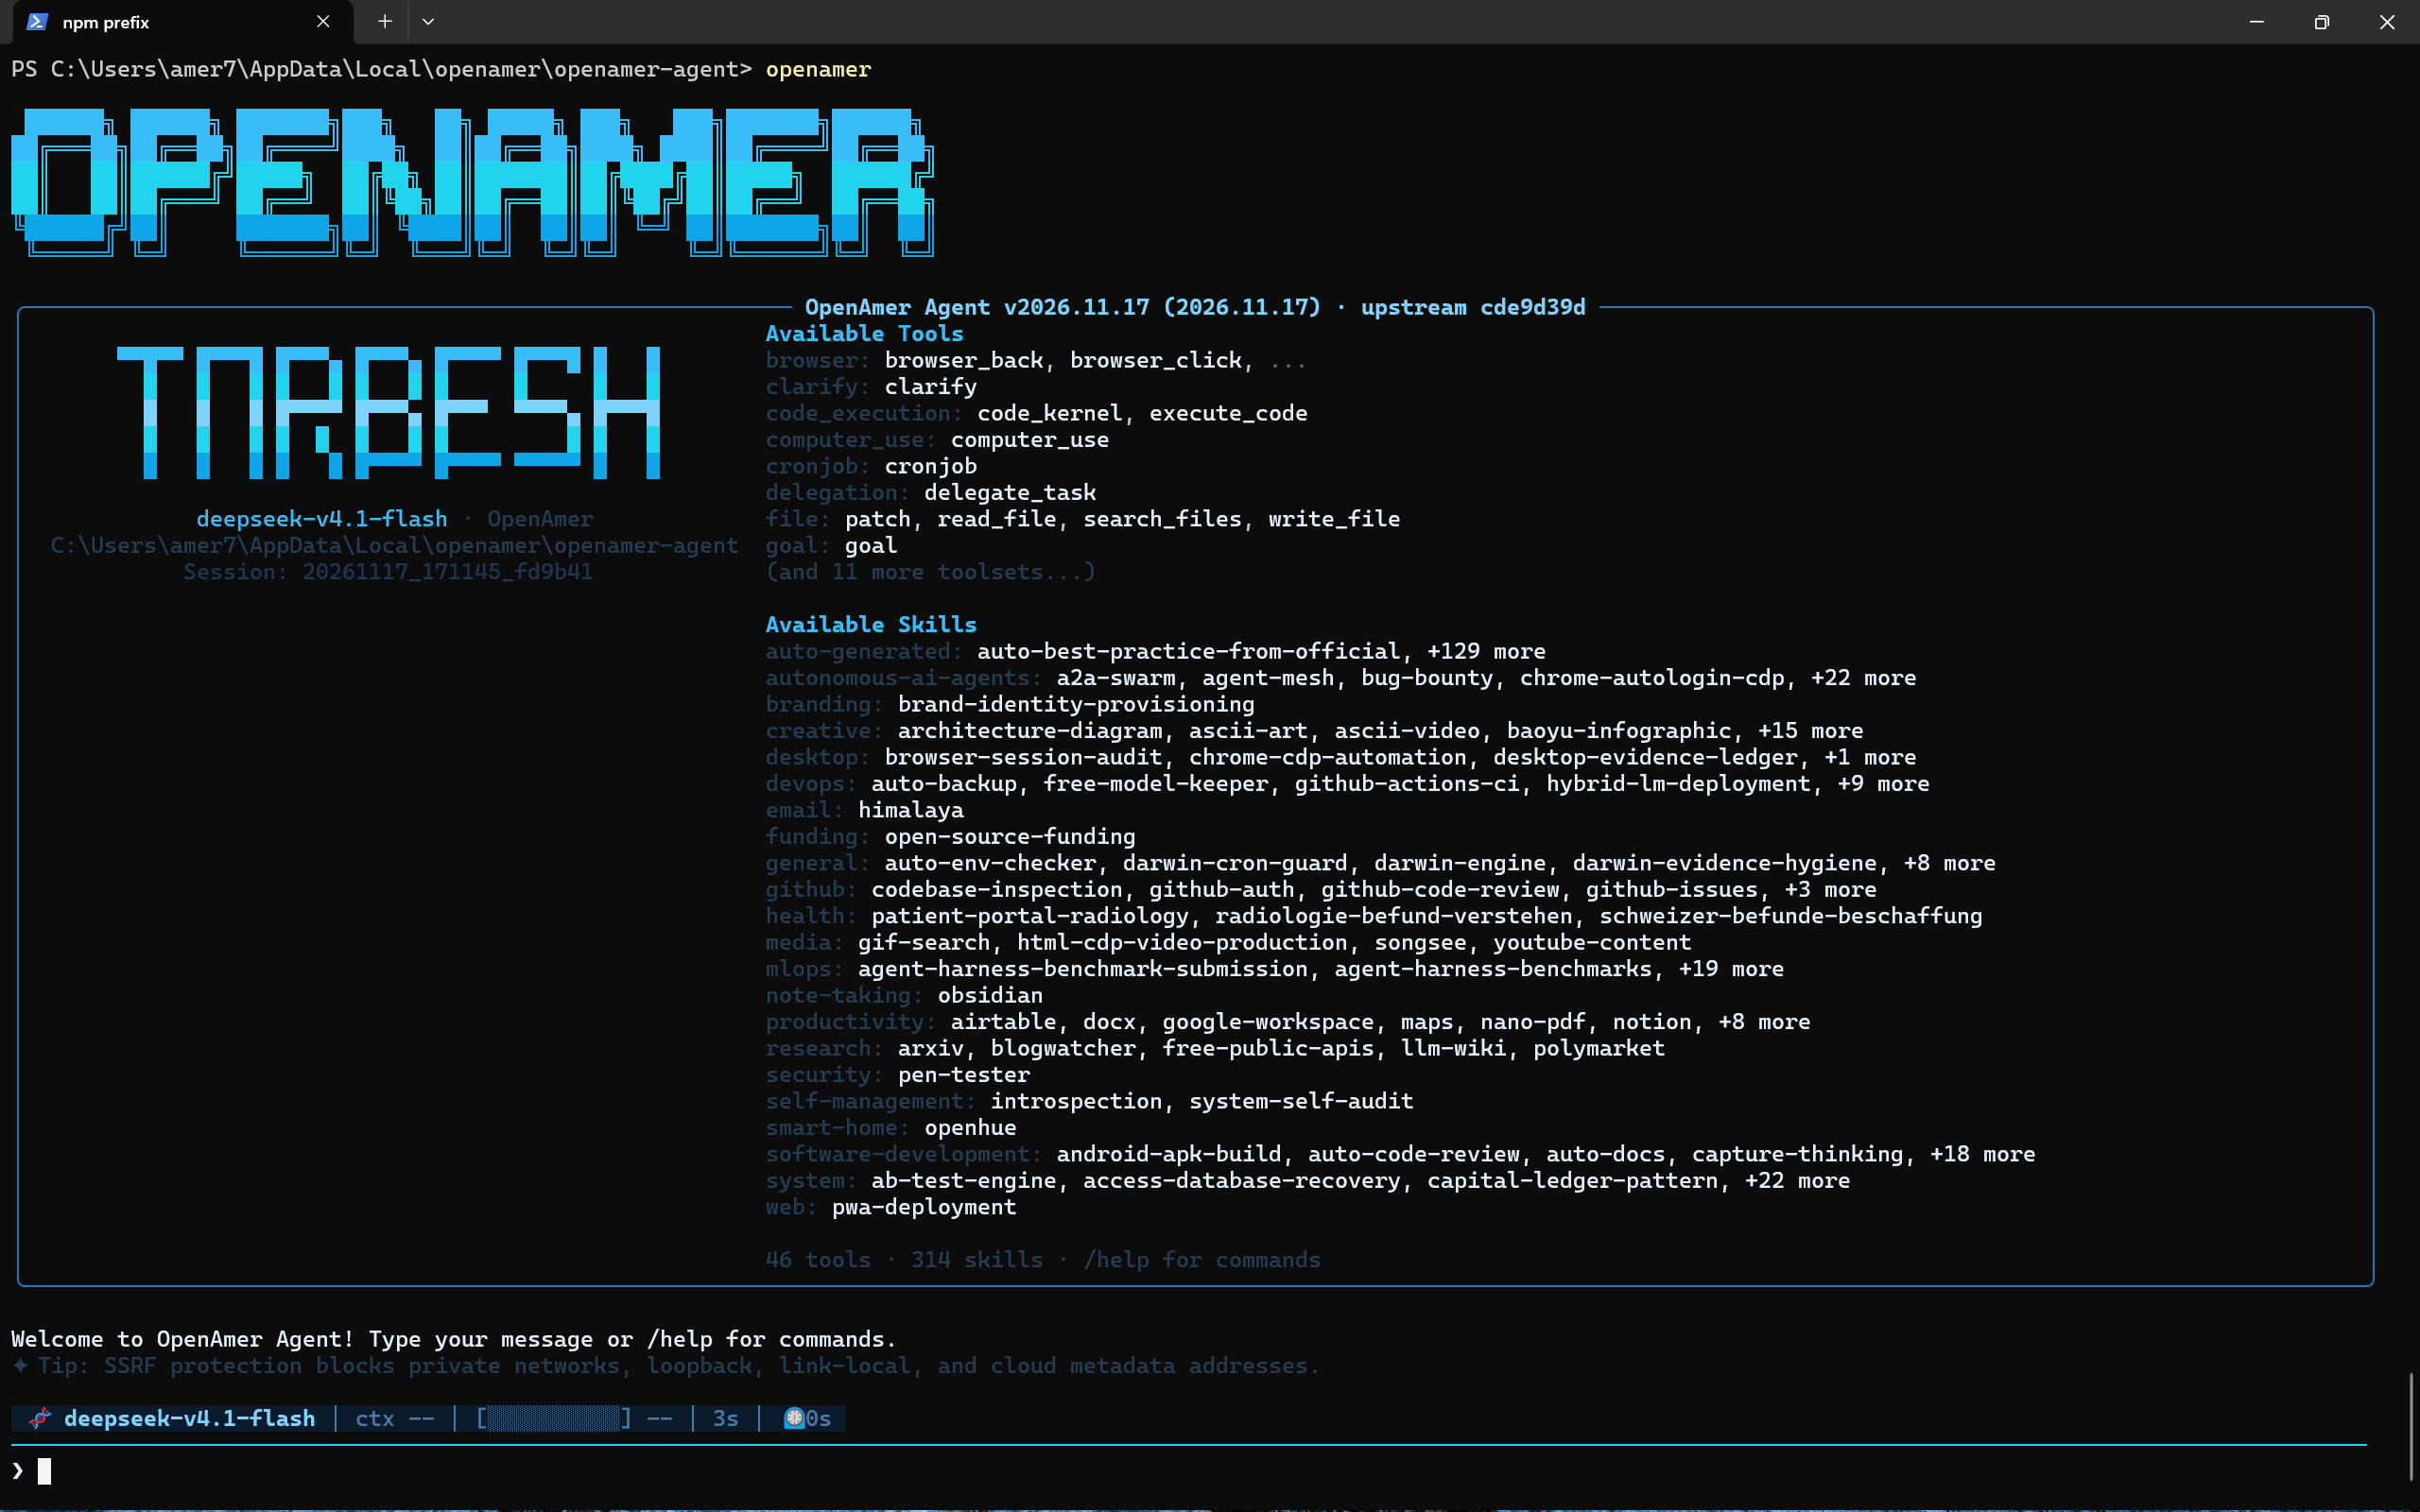 npm prefix
PS C:\Users\amer7\AppData\Local\openamer\openamer-agent> openamer
OPENAMER
OpenAmer Agent v2026.11.17 (2026.11.17) · upstream cde9d39d
deepseek-v4.1-flash · OpenAmer
C:\Users\amer7\AppData\Local\openamer\openamer-agent
Session: 20261117_171145_fd9b41
Available Tools
browser: browser_back, browser_click, ...
clarify: clarify
code_execution: code_kernel, execute_code
computer_use: computer_use
cronjob: cronjob
delegation: delegate_task
file: patch, read_file, search_files, write_file
goal: goal
(and 11 more toolsets...)
Available Skills
auto-generated: auto-best-practice-from-official, +129 more
autonomous-ai-agents: a2a-swarm, agent-mesh, bug-bounty, chrome-autologin-cdp, +22 more
branding: brand-identity-provisioning
creative: architecture-diagram, ascii-art, ascii-video, baoyu-infographic, +15 more
desktop: browser-session-audit, chrome-cdp-automation, desktop-evidence-ledger, +1 more
devops: auto-backup, free-model-keeper, github-actions-ci, hybrid-lm-deployment, +9 more
email: himalaya
funding: open-source-funding
general: auto-env-checker, darwin-cron-guard, darwin-engine, darwin-evidence-hygiene, +8 more
github: codebase-inspection, github-auth, github-code-review, github-issues, +3 more
health: patient-portal-radiology, radiologie-befund-verstehen, schweizer-befunde-beschaffung
media: gif-search, html-cdp-video-production, songsee, youtube-content
mlops: agent-harness-benchmark-submission, agent-harness-benchmarks, +19 more
note-taking: obsidian
productivity: airtable, docx, google-workspace, maps, nano-pdf, notion, +8 more
research: arxiv, blogwatcher, free-public-apis, llm-wiki, polymarket
security: pen-tester
self-management: introspection, system-self-audit
smart-home: openhue
software-development: android-apk-build, auto-code-review, auto-docs, capture-thinking, +18 more
system: ab-test-engine, access-database-recovery, capital-ledger-pattern, +22 more
web: pwa-deployment
46 tools · 314 skills · /help for commands
Welcome to OpenAmer Agent! Type your message or /help for commands.
✦ Tip: SSRF protection blocks private networks, loopback, link-local, and cloud metadata addresses.
deepseek-v4.1-flash │ ctx -- │ [░░░░░░░░░░] -- │ 3s │ 0s
❯